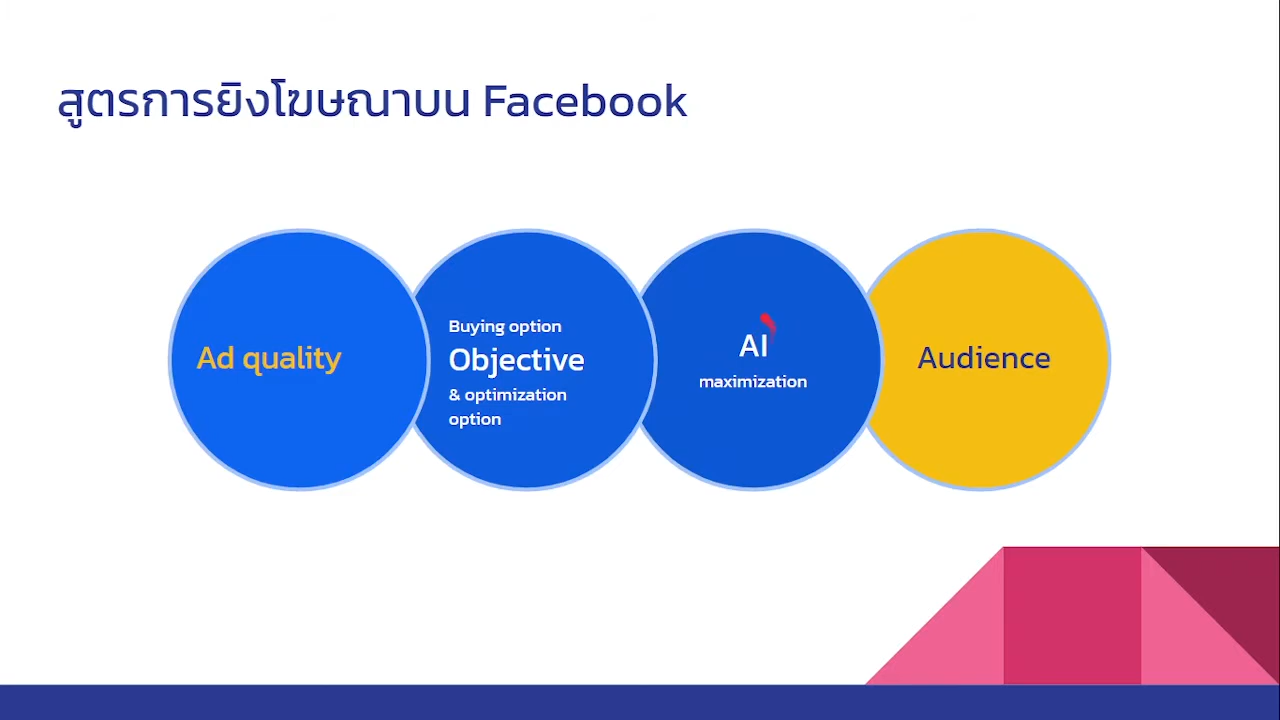 สูตรการยิงโฆษณาบน Facebook
Ad quality
Buying option
Objective
& optimization
option
AI
maximization
Audience